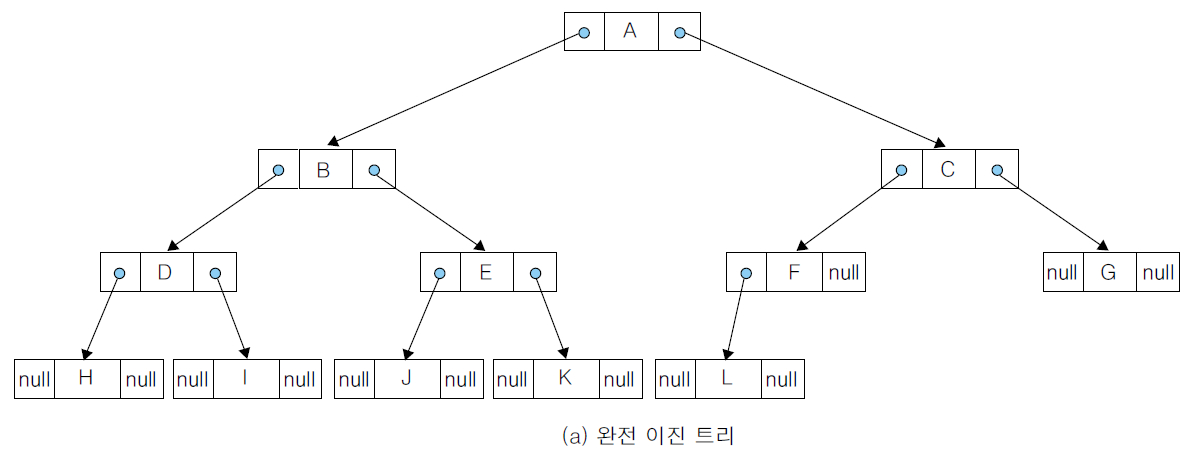 A
B
C
D
E
F null
null G null
null H null
null I null
null J null
null K null
null L null
(a) 완전 이진 트리